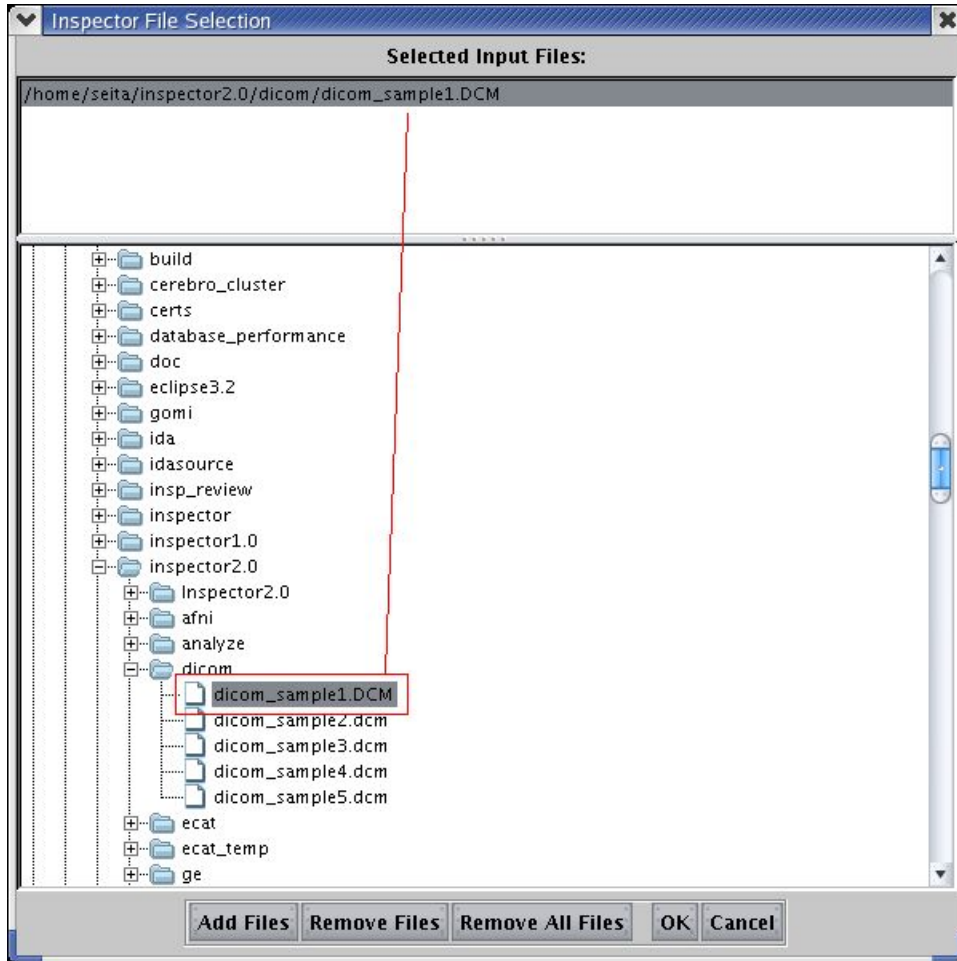 Inspector File Selection
Selected Input Files:
/home/seita/inspector2.0/dicom/dicom_sample1.DCM
build
cerebro_cluster
certs
database_performance
doc
eclipse3.2
gomi
ida
idasource
insp_review
inspector
inspector1.0
inspector2.0
Inspector2.0
afni
analyze
dicom
dicom_sample1.DCM
dicom_sample2.dcm
dicom_sample3.dcm
dicom_sample4.dcm
dicom_sample5.dcm
ecat
ecat_temp
ge
Add Files Remove Files Remove All Files OK Cancel